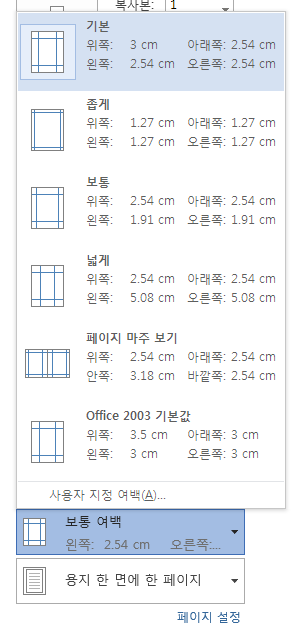 복사본: 1
기본
위쪽: 3 cm 아래쪽: 2.54 cm
왼쪽: 2.54 cm 오른쪽: 2.54 cm
좁게
위쪽: 1.27 cm 아래쪽: 1.27 cm
왼쪽: 1.27 cm 오른쪽: 1.27 cm
보통
위쪽: 2.54 cm 아래쪽: 2.54 cm
왼쪽: 1.91 cm 오른쪽: 1.91 cm
넓게
위쪽: 2.54 cm 아래쪽: 2.54 cm
왼쪽: 5.08 cm 오른쪽: 5.08 cm
페이지 마주 보기
위쪽: 2.54 cm 아래쪽: 2.54 cm
안쪽: 3.18 cm 바깥쪽: 2.54 cm
Office 2003 기본값
위쪽: 3.5 cm 아래쪽: 3 cm
왼쪽: 3 cm 오른쪽: 3 cm
사용자 지정 여백(A)...
보통 여백
왼쪽: 2.54 cm 오른쪽:...
용지 한 면에 한 페이지
페이지 설정